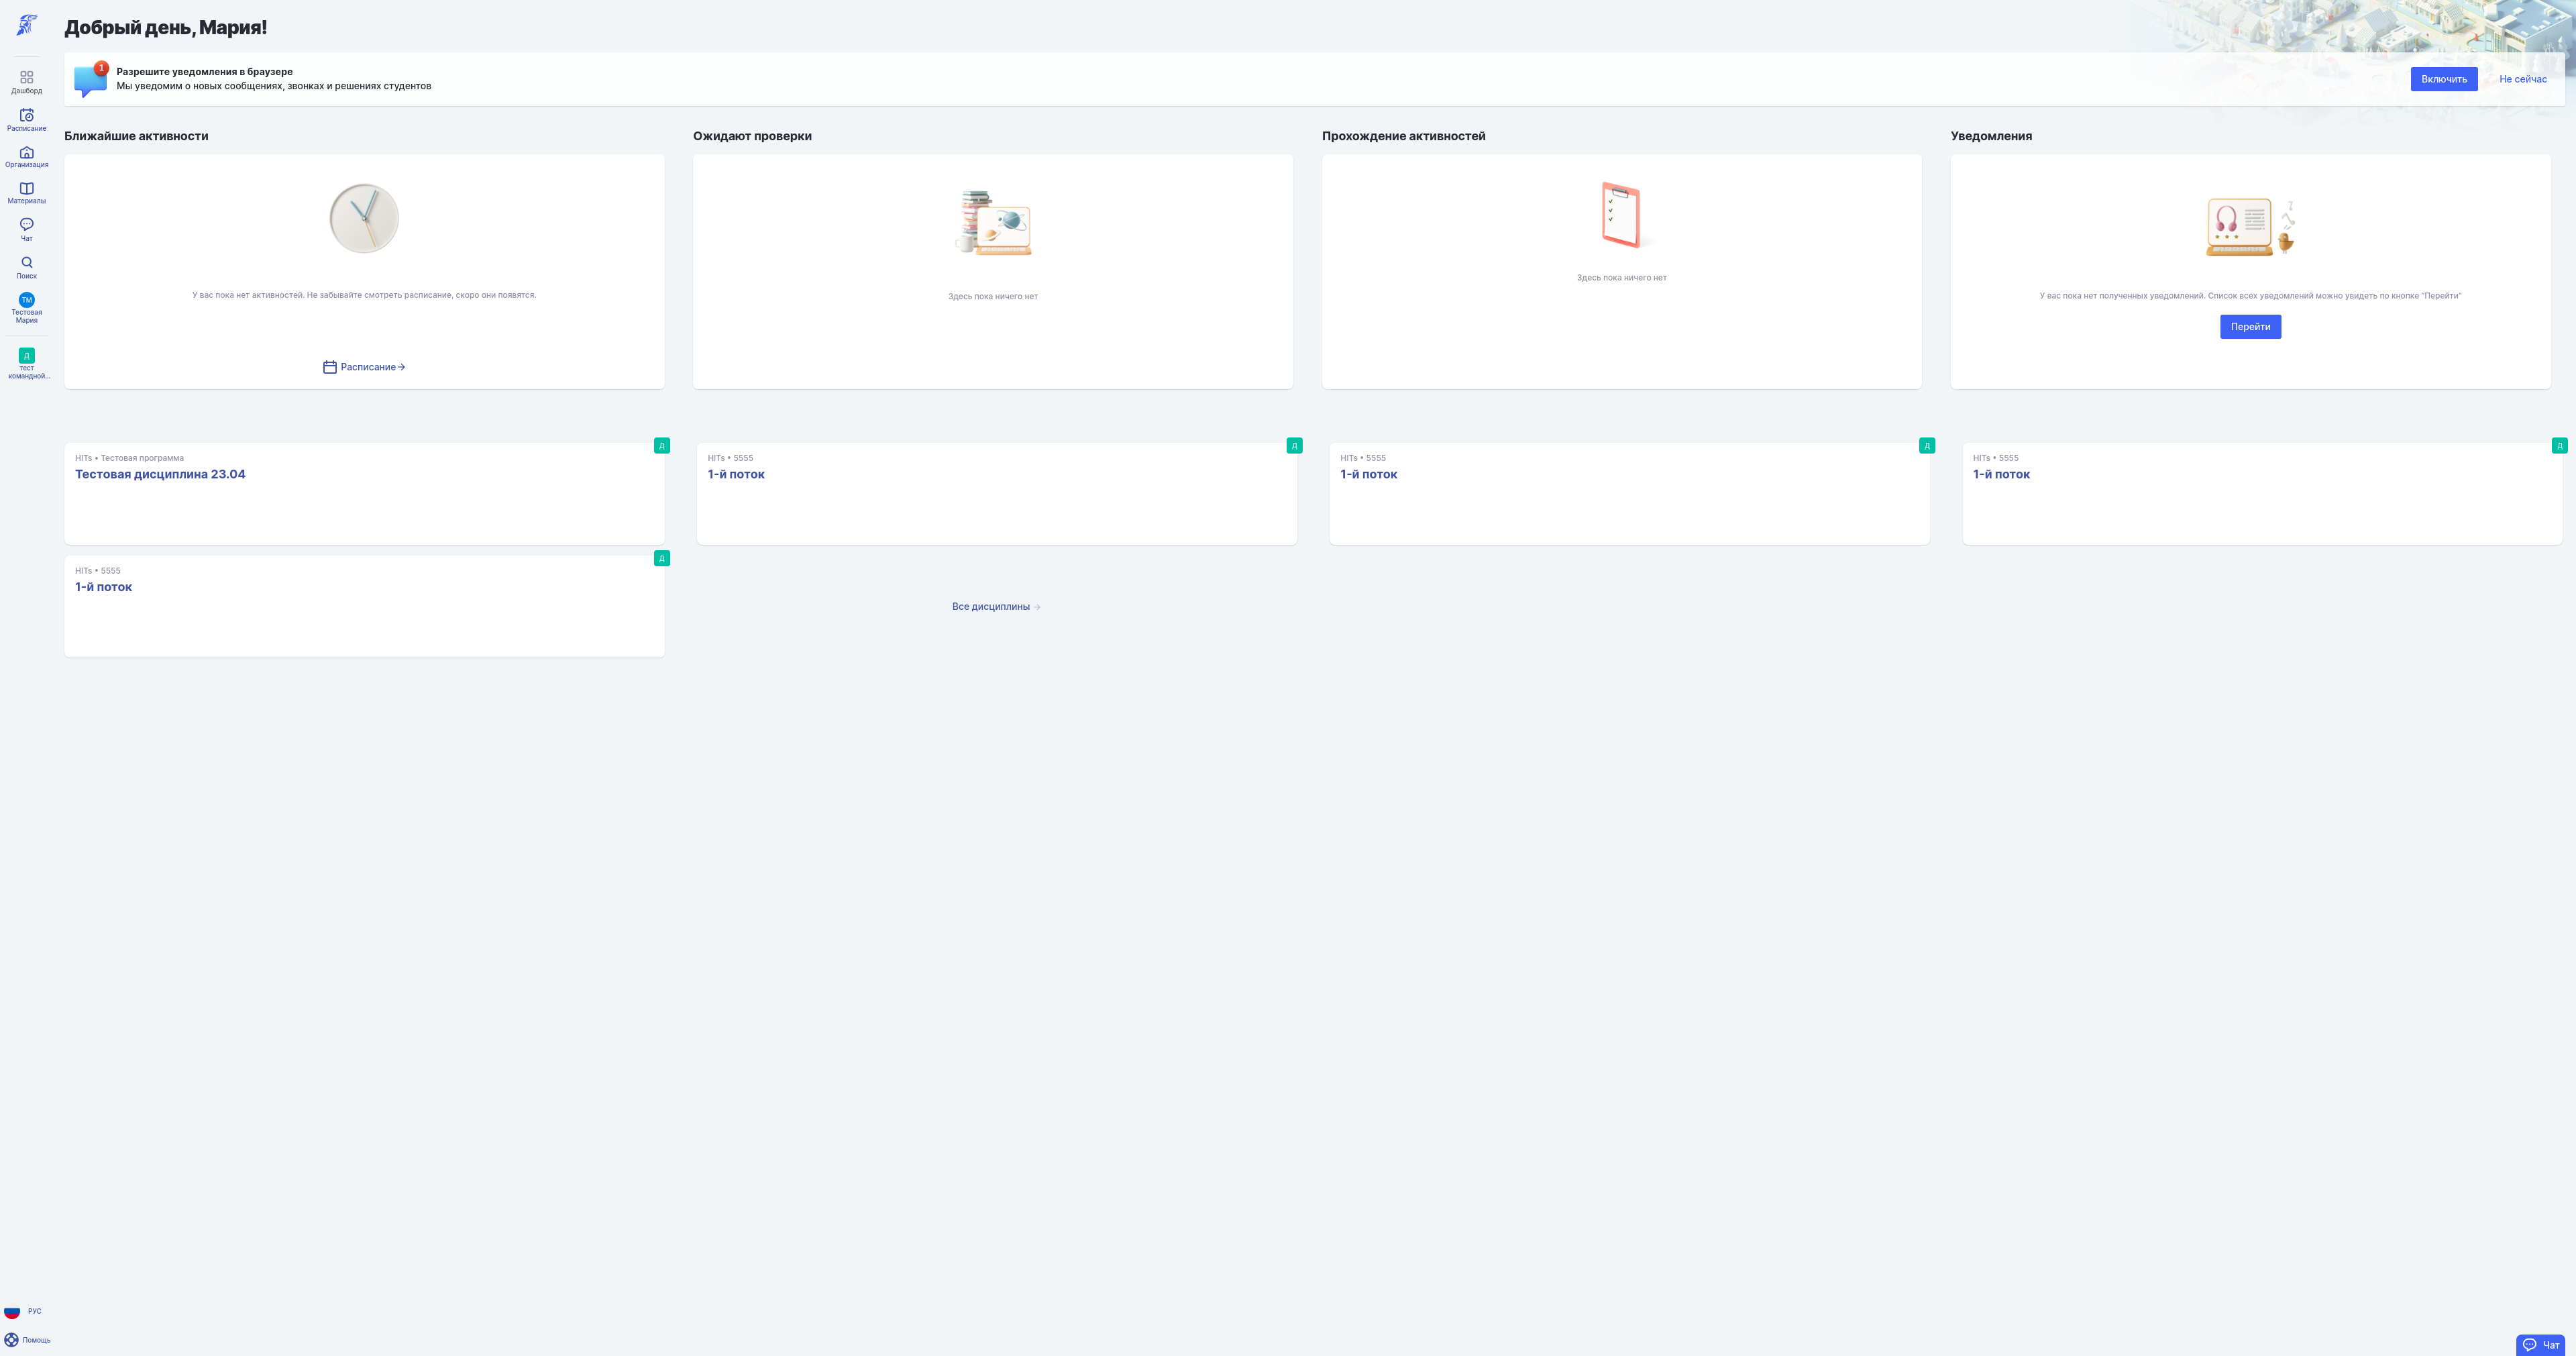 Добрый день, Мария!
1
Разрешите уведомления в браузере
Мы уведомим о новых сообщениях, звонках и решениях студентов
Включить
Не сейчас
Дашборд
Расписание
Организация
Материалы
Чат
Поиск
ТМ
Тестовая
Мария
Д
тест
командной...
Ближайшие активности
У вас пока нет активностей. Не забывайте смотреть расписание, скоро они появятся.
Расписание
Ожидают проверки
Здесь пока ничего нет
Прохождение активностей
Здесь пока ничего нет
Уведомления
У вас пока нет полученных уведомлений. Список всех уведомлений можно увидеть по кнопке "Перейти"
Перейти
Д
HITs • Тестовая программа
Тестовая дисциплина 23.04
Д
HITs • 5555
1-й поток
Д
HITs • 5555
1-й поток
Д
HITs • 5555
1-й поток
Д
HITs • 5555
1-й поток
Все дисциплины →
РУС
Помощь
Чат